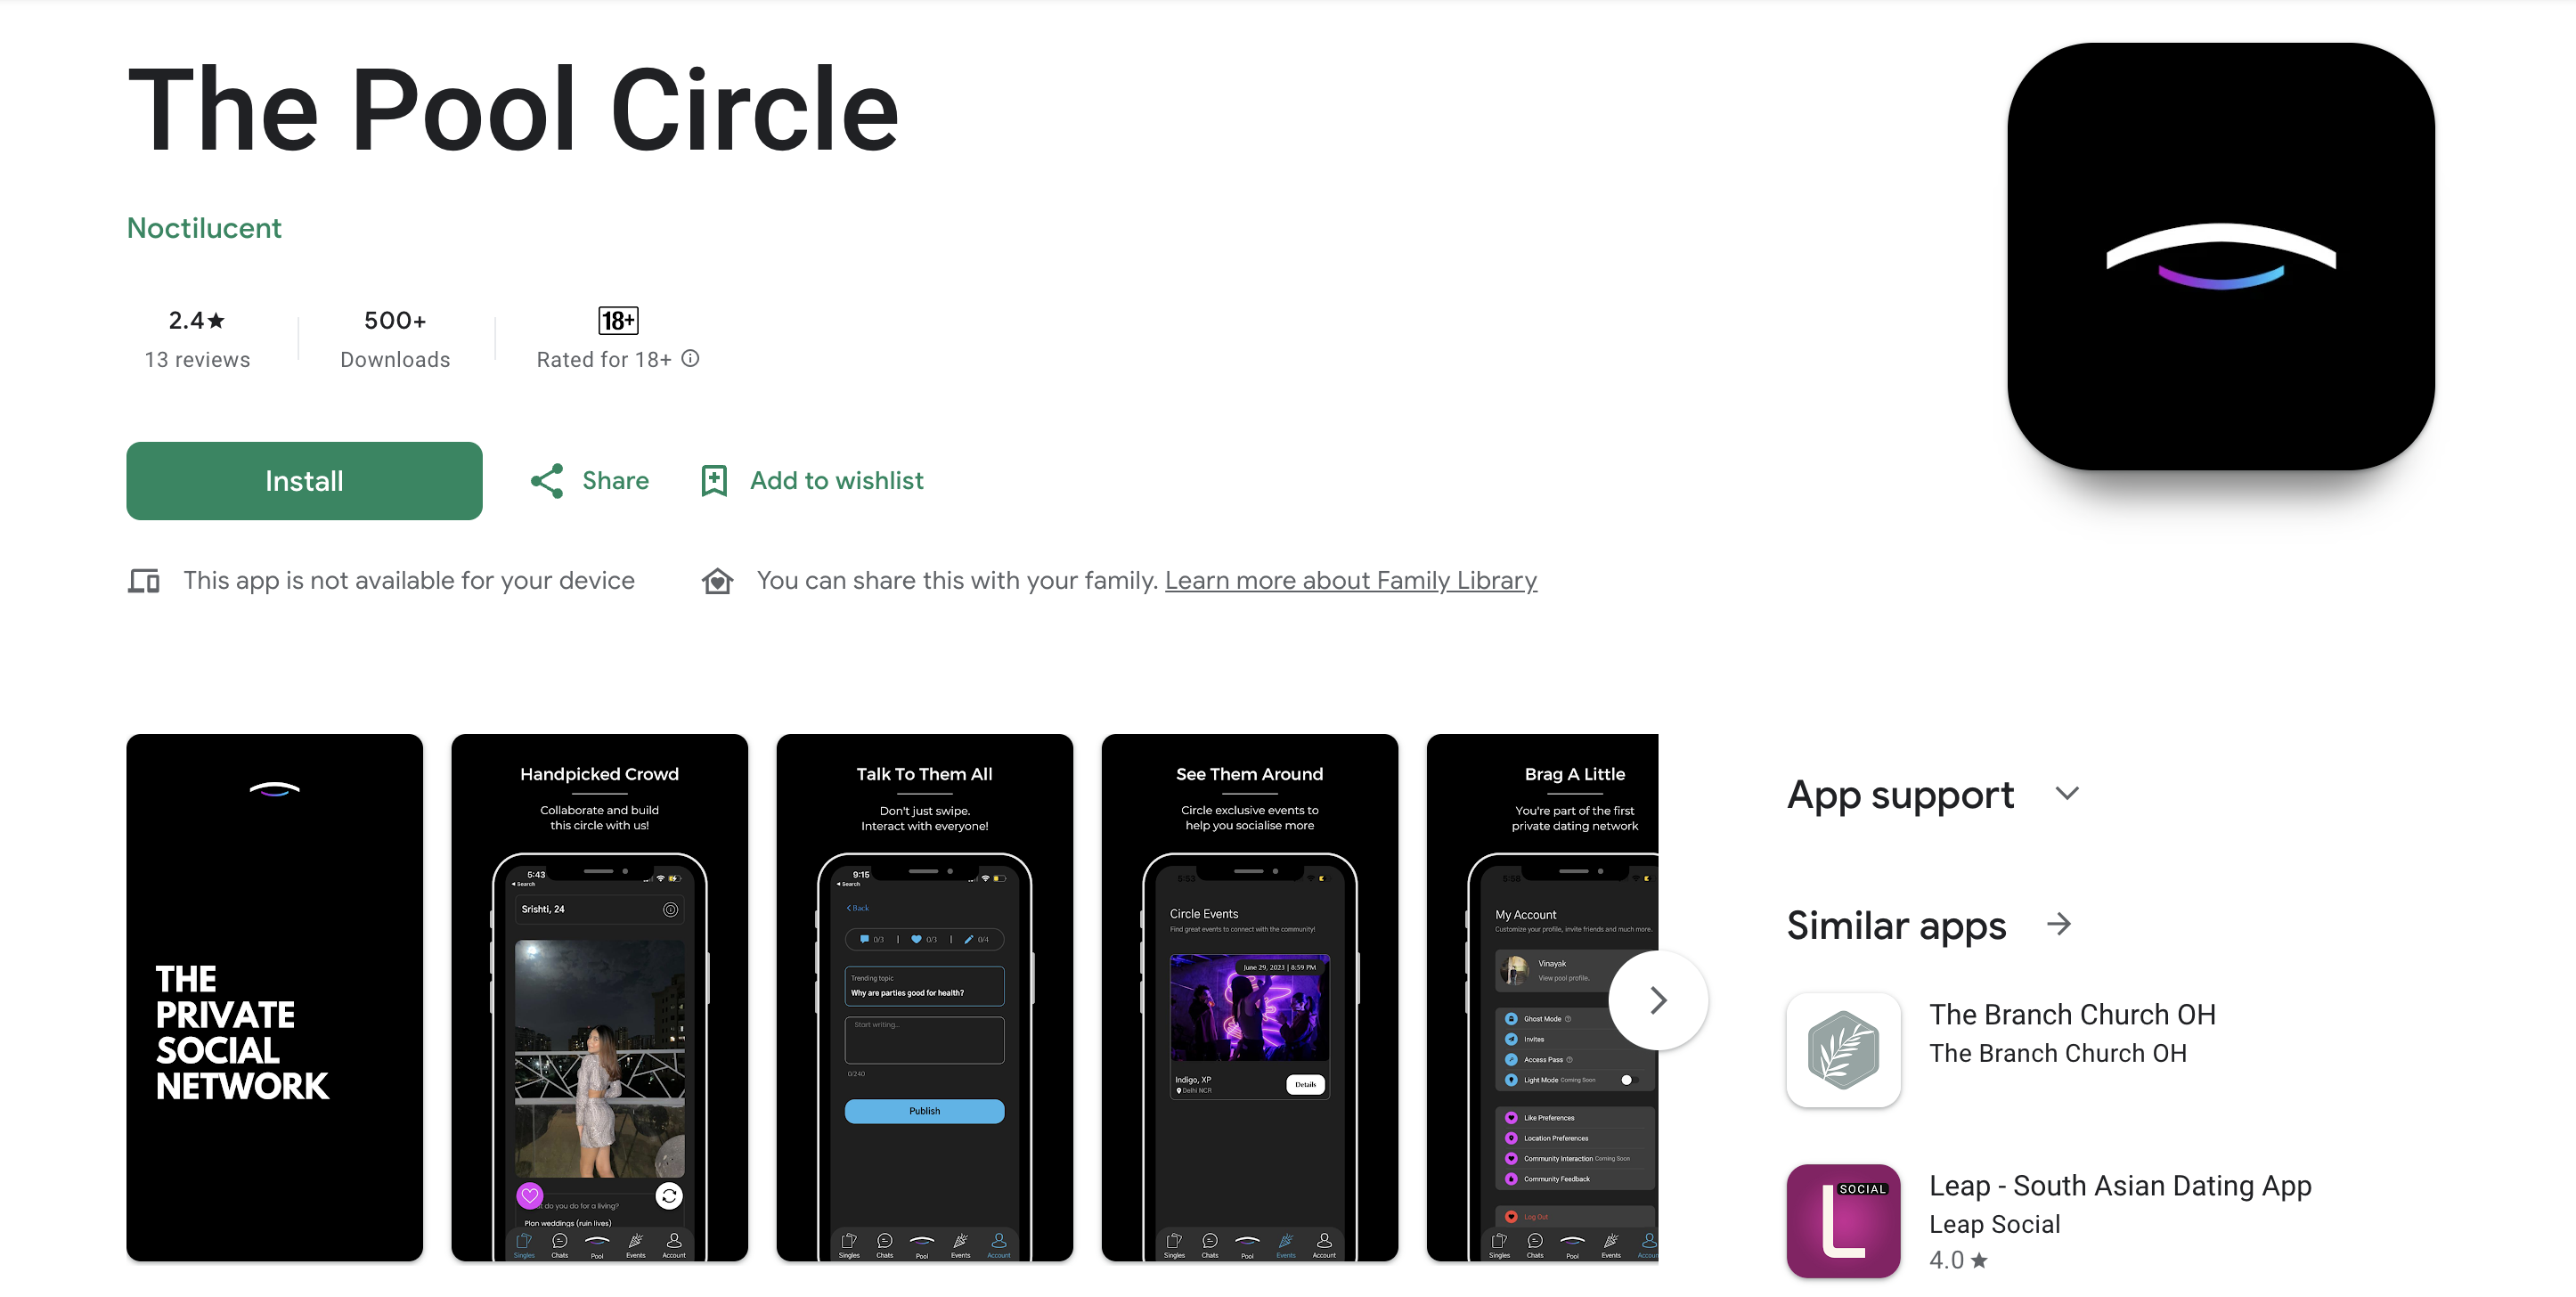 The Pool Circle
Noctilucent
2.4★
13 reviews
500+
Downloads
18+
Rated for 18+
Install
Share
Add to wishlist
This app is not available for your device
You can share this with your family. Learn more about Family Library
THE
PRIVATE
SOCIAL
NETWORK
Handpicked Crowd
Collaborate and build
this circle with us!
5:43
Search
Srishti, 24
do you do for a living?
Plan weddings (ruin lives)
Singles
Chats
Pool
Events
Account
Talk To Them All
Don't just swipe.
Interact with everyone!
9:15
Search
Back
0/3 | 0/3 | 0/4
Trending topic
Why are parties good for health?
Start writing...
0/240
Publish
Singles
Chats
Pool
Events
Account
See Them Around
Circle exclusive events to
help you socialise more
5:53
Circle Events
Find great events to connect with the community!
June 29, 2023 | 8:59 PM
Indigo, XP
Delhi NCR
Details
Singles
Chats
Pool
Events
Account
Brag A Little
You're part of the first
private dating network
5:58
My Account
Customize your profile, invite friends and much more.
Vinayak
View pool profile.
Ghost Mode
Invites
Access Pass
Light Mode Coming Soon
Like Preferences
Location Preferences
Community Interaction Coming Soon
Community Feedback
Log Out
Singles
Chats
Pool
Events
Accoun
App support
Similar apps
The Branch Church OH
The Branch Church OH
SOCIAL
L
Leap - South Asian Dating App
Leap Social
4.0 ★